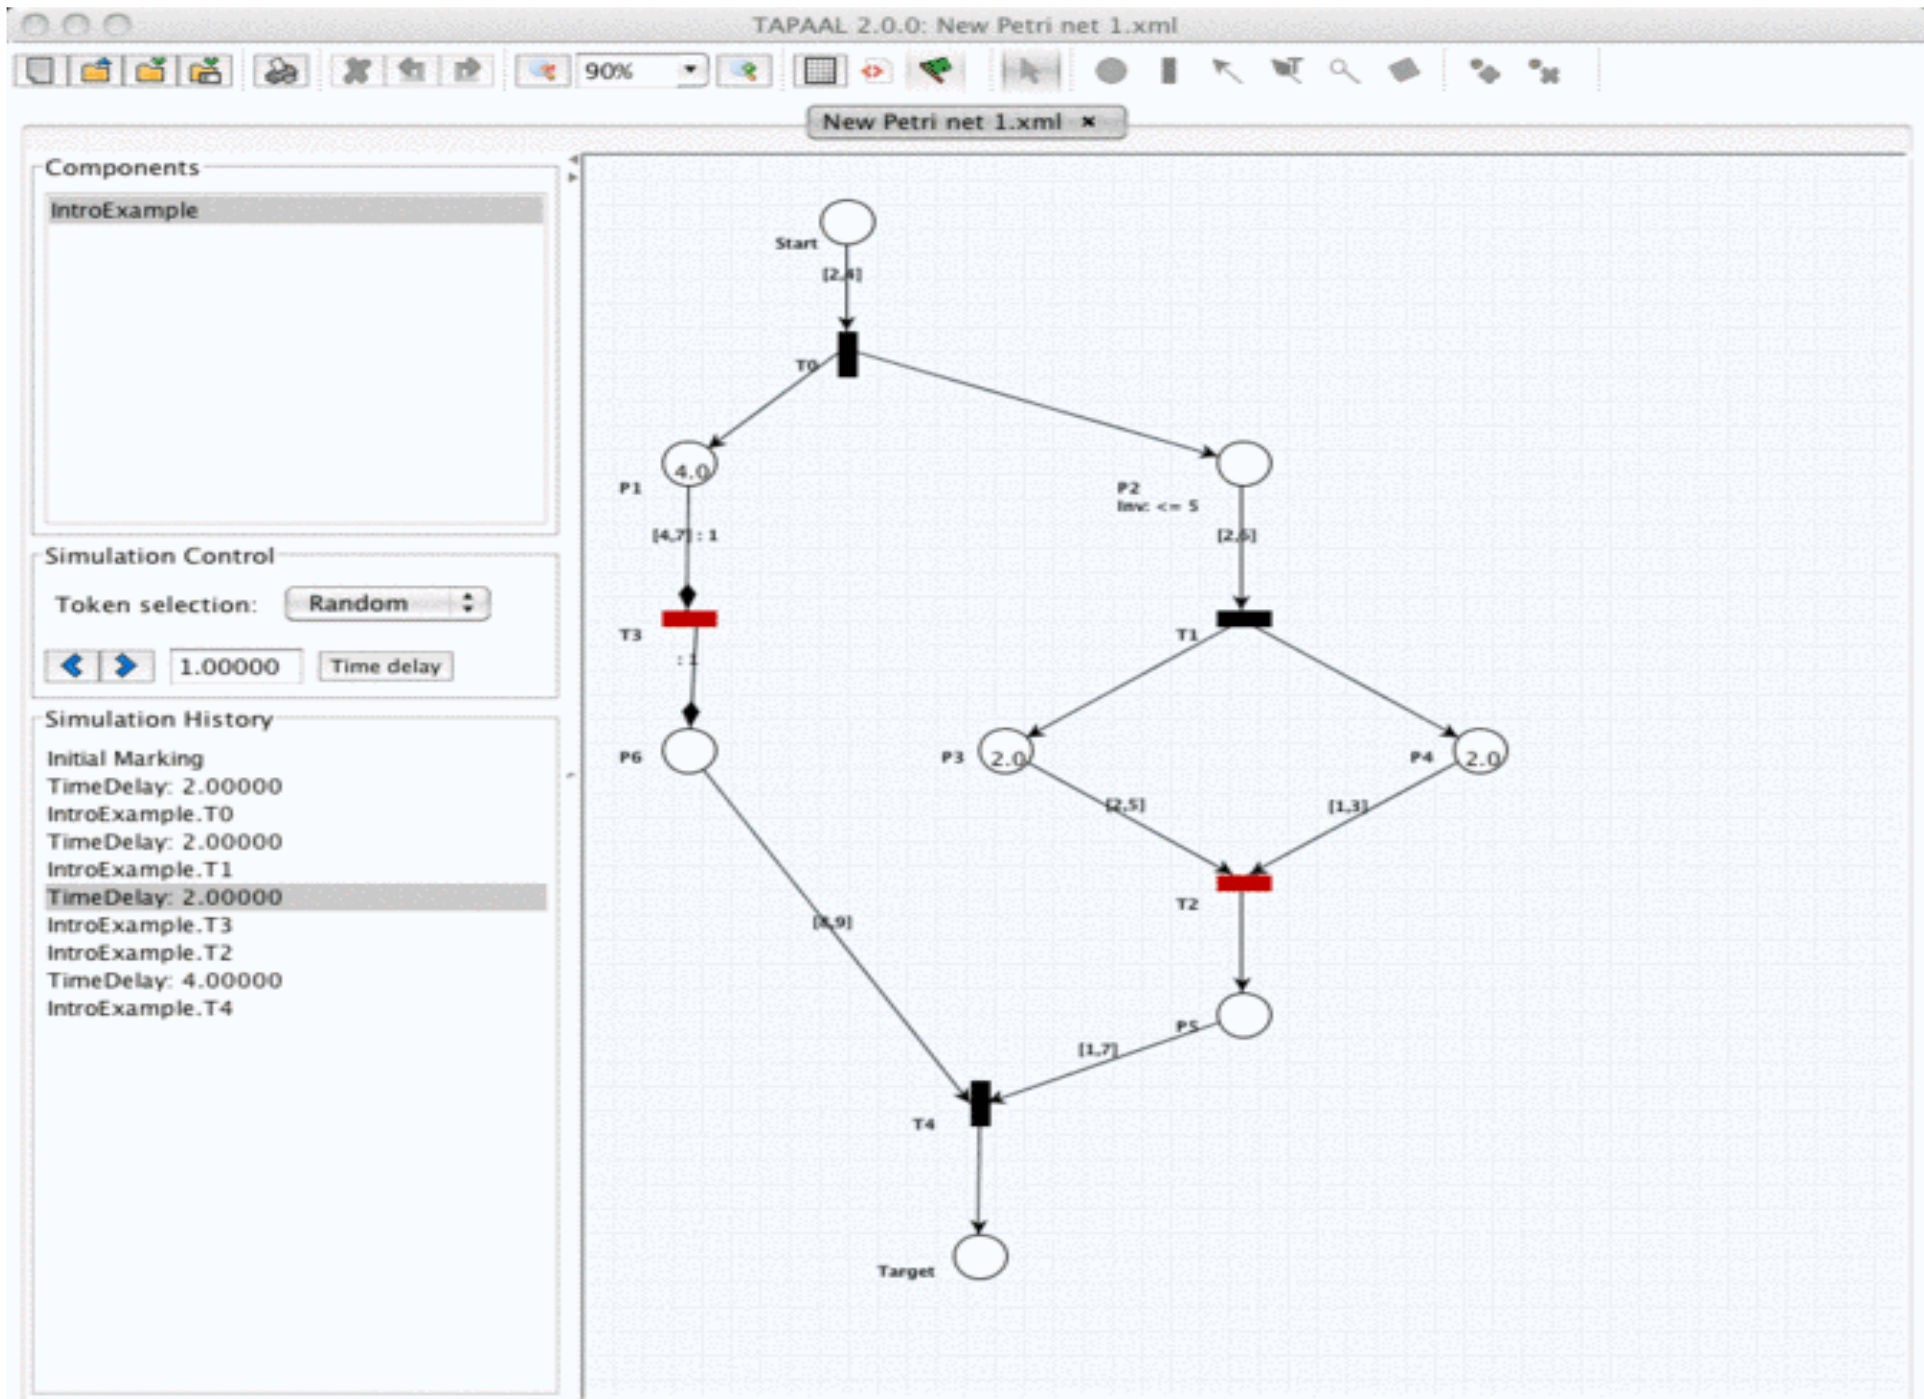 TAPAAL 2.0.0: New Petri net 1.xml
90%
New Petri net 1.xml
Components
IntroExample
Simulation Control
Token selection:
Random
1.00000
Time delay
Simulation History
Initial Marking
TimeDelay: 2.00000
IntroExample.T0
TimeDelay: 2.00000
IntroExample.T1
TimeDelay: 2.00000
IntroExample.T3
IntroExample.T2
TimeDelay: 4.00000
IntroExample.T4
Start
[2,4]
T0
4.0
P1
P2
Inv: <= 5
[4,7] : 1
T3
T1
: 1
P6
P3
2.0
P4
2.0
[2,5]
[1,3]
T2
P5
[1,7]
T4
Target